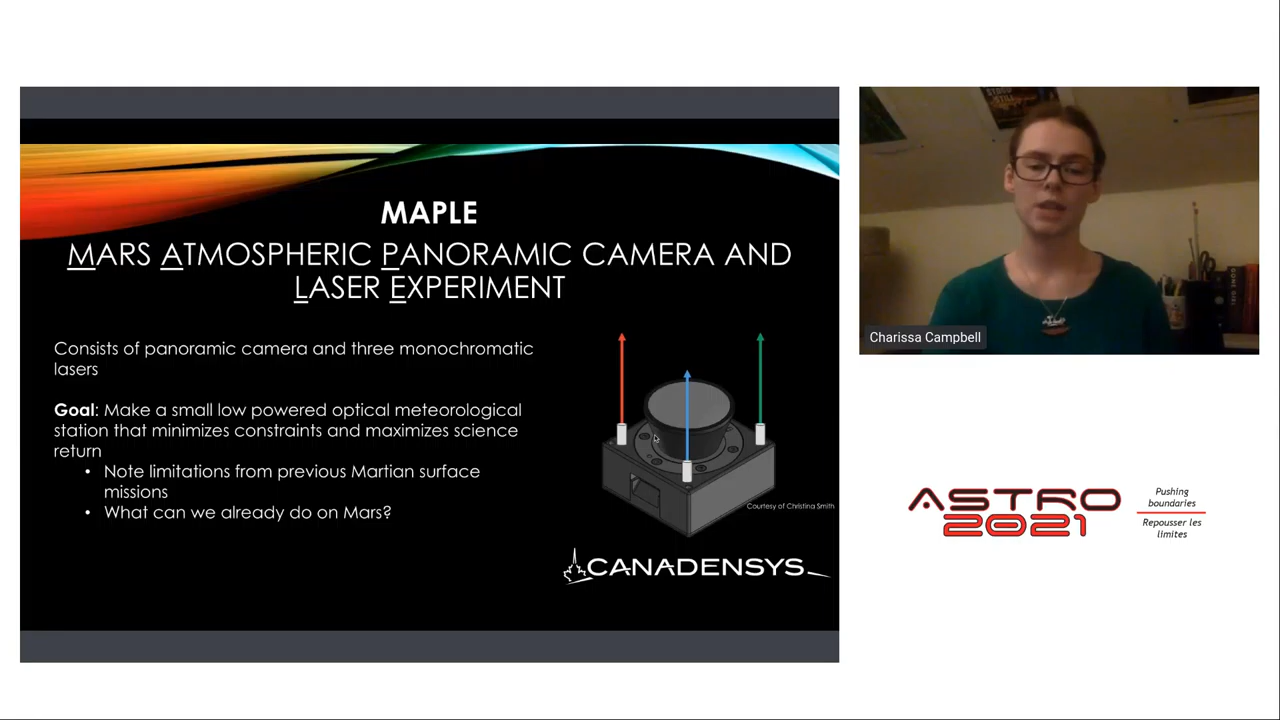 MAPLE
MARS ATMOSPHERIC PANORAMIC CAMERA AND
LASER EXPERIMENT
Consists of panoramic camera and three monochromatic
lasers
Goal: Make a small low powered optical meteorological
station that minimizes constraints and maximizes science
return
• Note limitations from previous Martian surface
missions
• What can we already do on Mars?
Courtesy of Christina Smith
CANADENSYS
Charissa Campbell
GONE GIRL
ASTRO
2021
Pushing
boundaries
Repousser les
limites